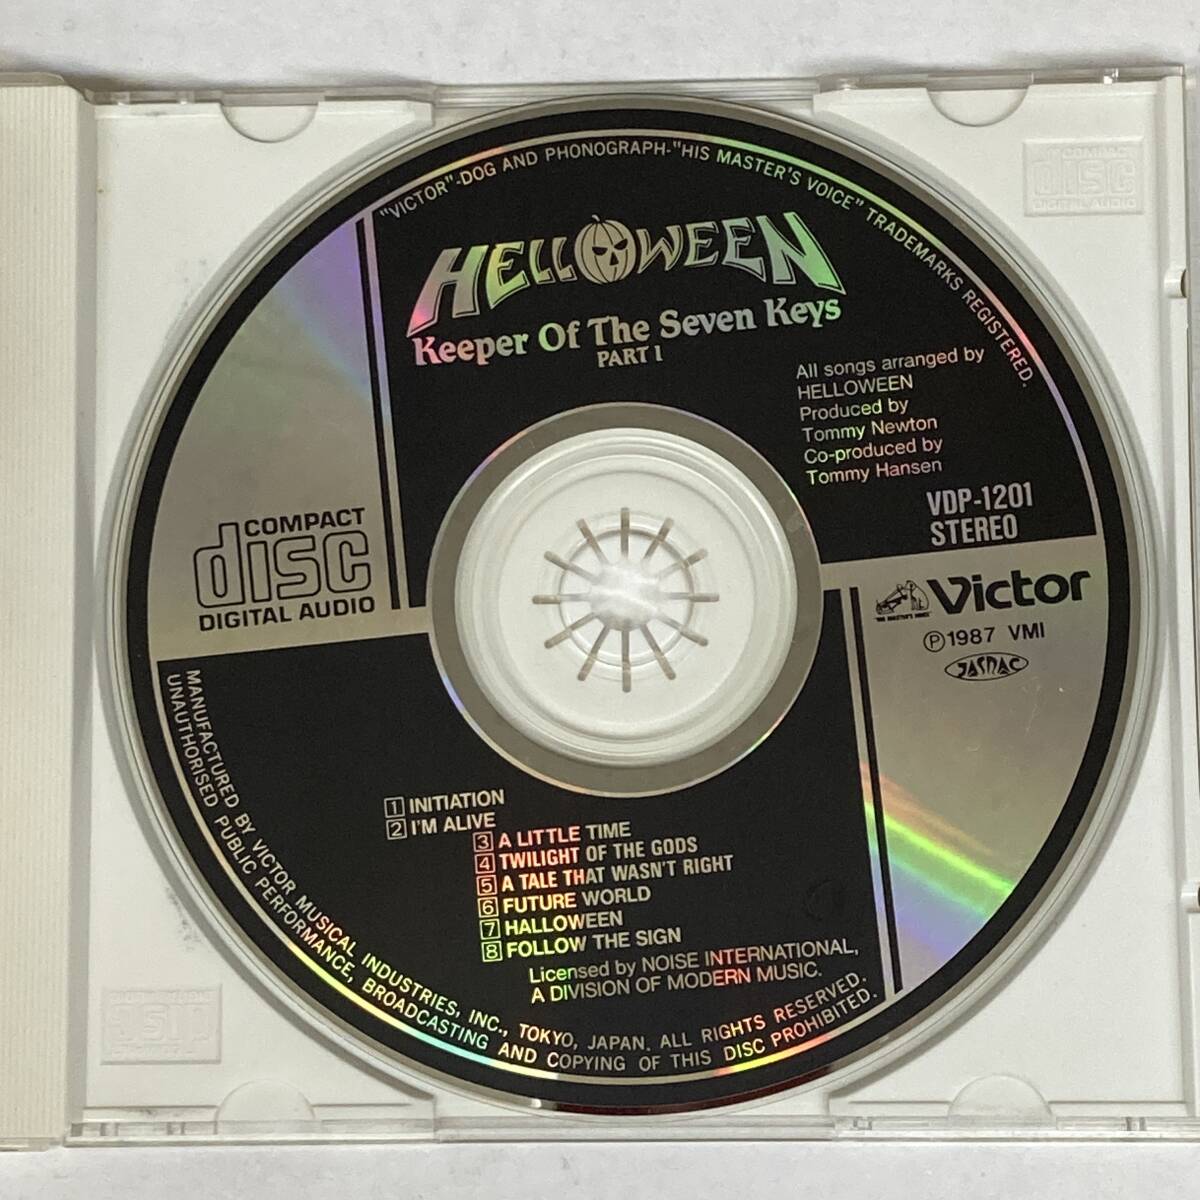 "VICTOR"-DOG AND PHONOGRAPH-"HIS MASTER'S VOICE" TRADEMARKS REGISTERED.
HELLOWEEN
Keeper Of The Seven Keys
PART 1
All songs arranged by
HELLOWEEN
Produced by
Tommy Newton
Co-produced by
Tommy Hansen
VDP-1201
STEREO
COMPACT
disc
DIGITAL AUDIO
Victor
"HIS MASTER'S VOICE"
Ⓟ1987 VMI
JASRAC
1 INITIATION
2 I'M ALIVE
3 A LITTLE TIME
4 TWILIGHT OF THE GODS
5 A TALE THAT WASN'T RIGHT
6 FUTURE WORLD
7 HALLOWEEN
8 FOLLOW THE SIGN
Licensed by NOISE INTERNATIONAL,
A DIVISION OF MODERN MUSIC.
MANUFACTURED BY VICTOR MUSICAL INDUSTRIES, INC., TOKYO, JAPAN. ALL RIGHTS RESERVED.
UNAUTHORISED PUBLIC PERFORMANCE, BROADCASTING AND COPYING OF THIS DISC PROHIBITED.
COMPACT
disc
DIGITAL AUDIO